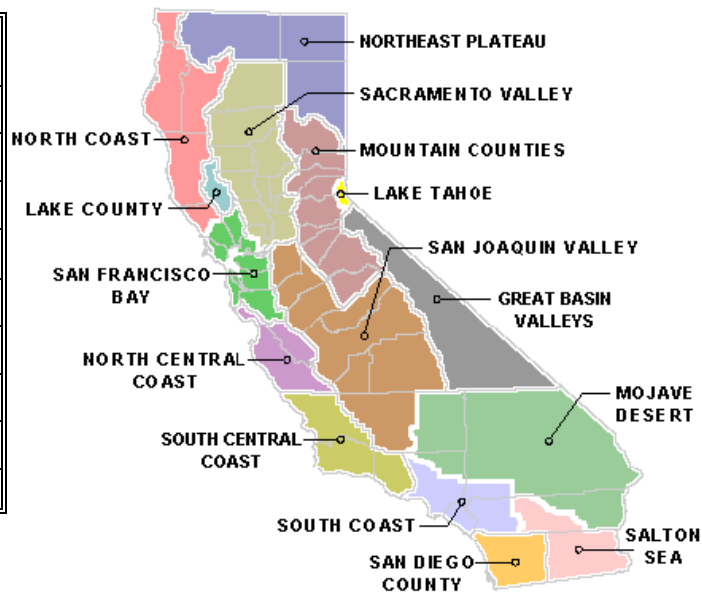 NORTHEAST PLATEAU
SACRAMENTO VALLEY
NORTH COAST
MOUNTAIN COUNTIES
LAKE TAHOE
LAKE COUNTY
SAN JOAQUIN VALLEY
SAN FRANCISCO
BAY
GREAT BASIN
VALLEYS
NORTH CENTRAL
COAST
MOJAVE
DESERT
SOUTH CENTRAL
COAST
SOUTH COAST
SALTON
SEA
SAN DIEGO
COUNTY